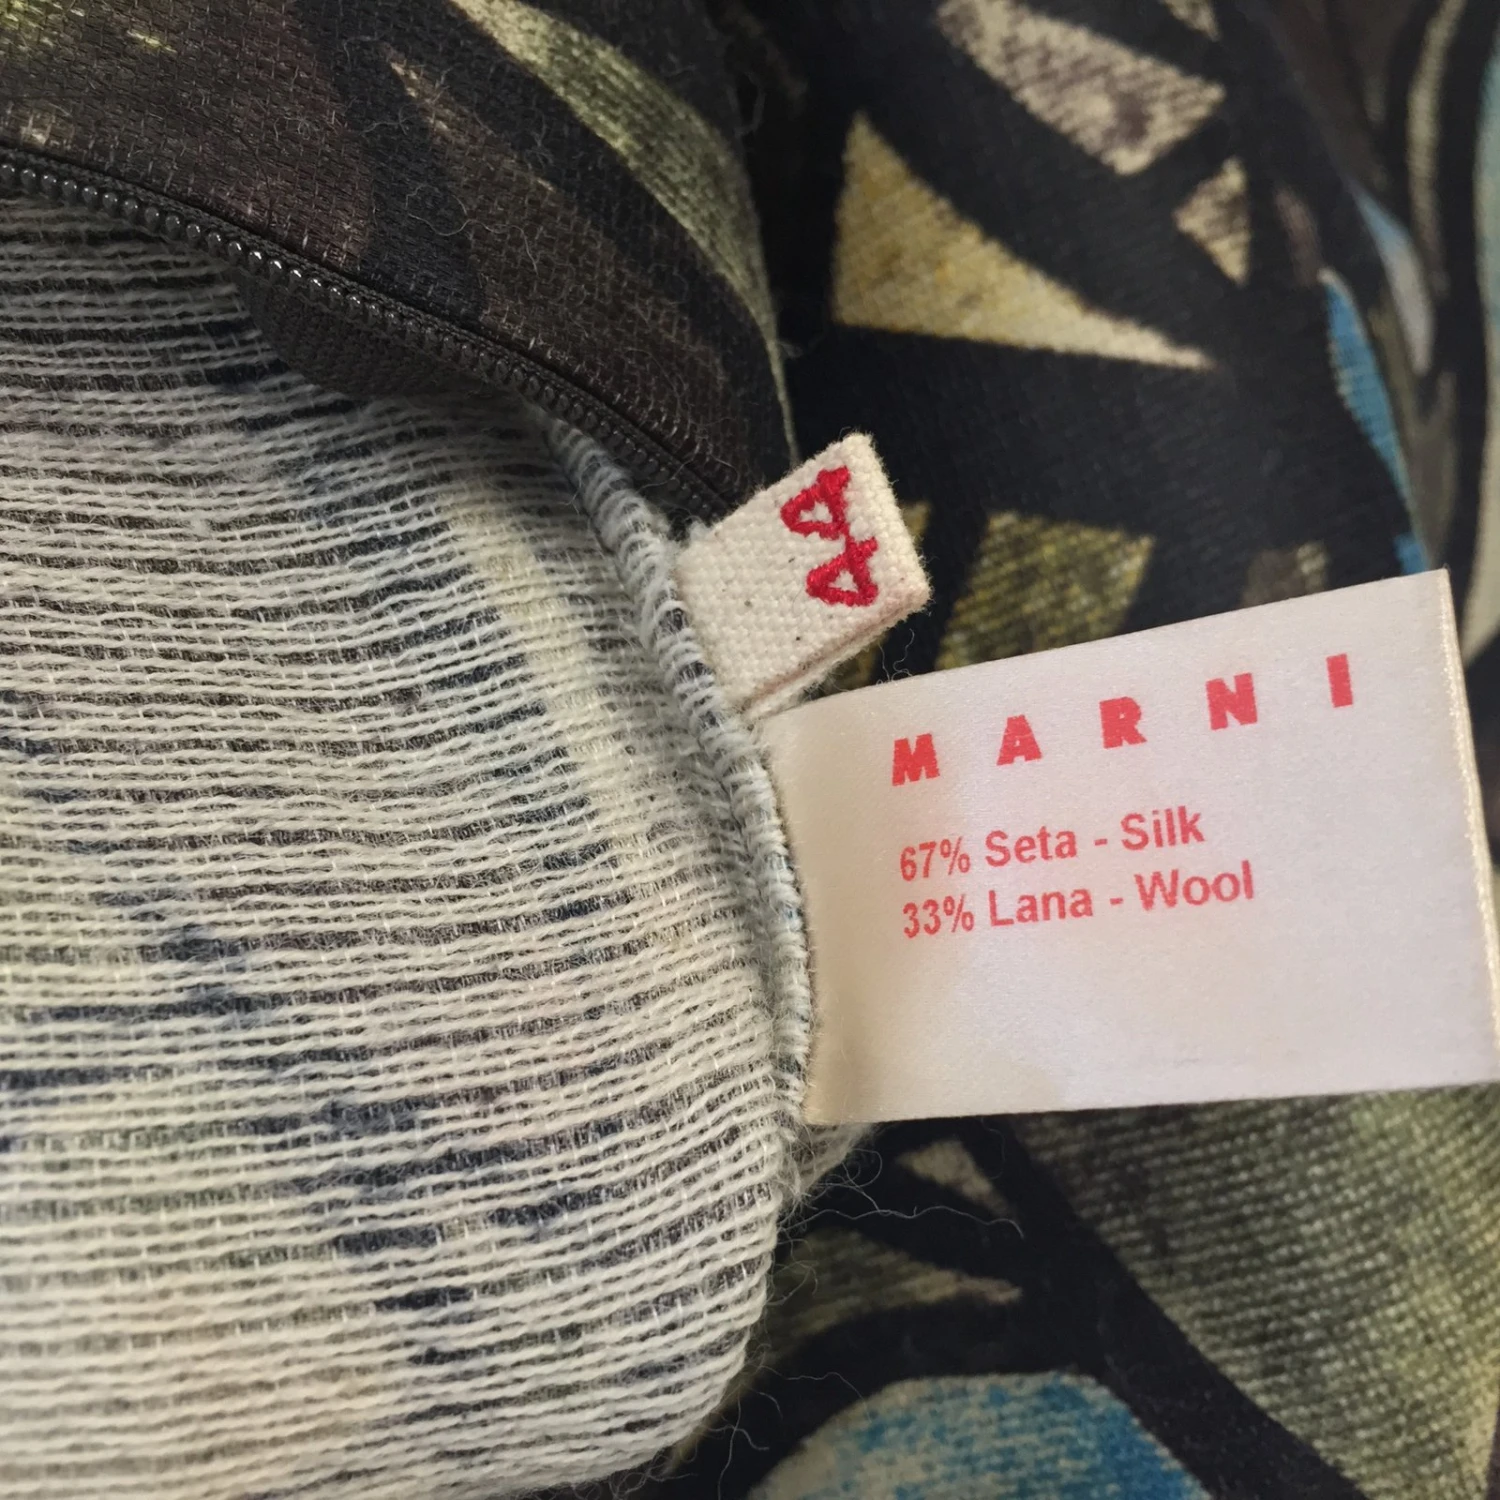 44
MARNI
67% Seta - Silk
33% Lana - Wool